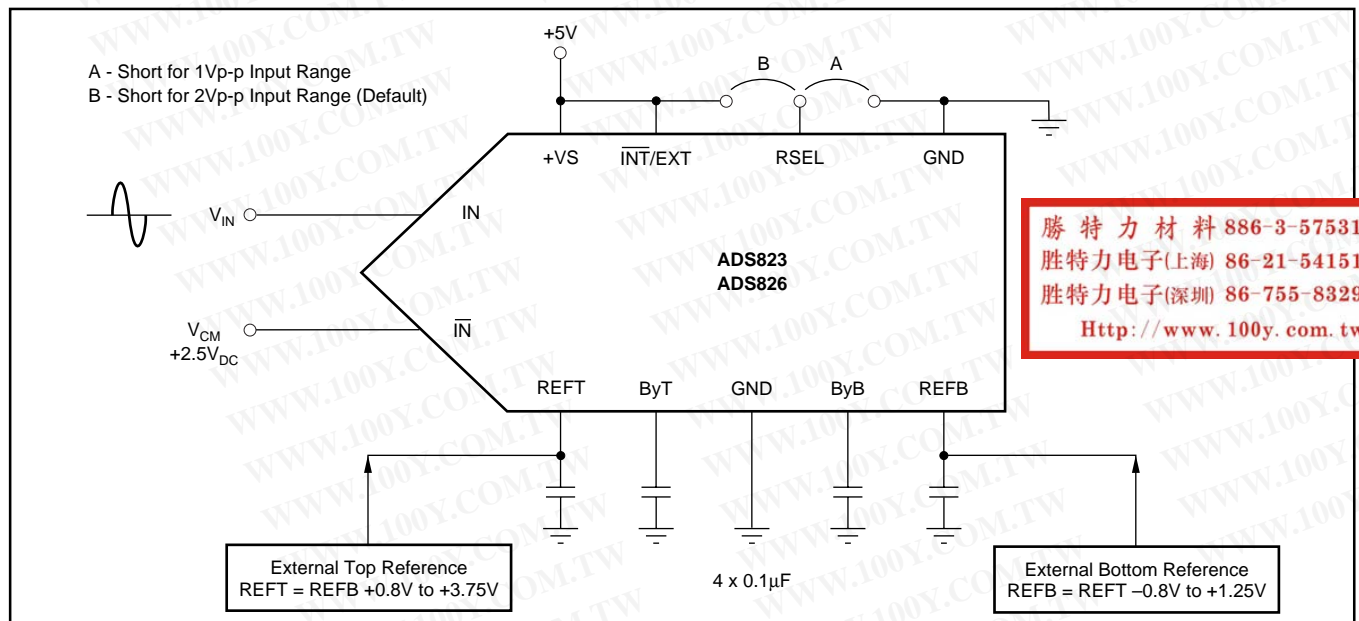 +5V
A - Short for 1Vp-p Input Range
B - Short for 2Vp-p Input Range (Default)
B
A
+VS
INT/EXT
RSEL
GND
VIN
IN
ADS823
ADS826
VCM
+2.5VDC
IN
REFT
ByT
GND
ByB
REFB
External Top Reference
REFT = REFB +0.8V to +3.75V
4 x 0.1µF
External Bottom Reference
REFB = REFT –0.8V to +1.25V
勝特力材料 886-3-57531
胜特力电子(上海) 86-21-54151
胜特力电子(深圳) 86-755-8329
Http://www.100y.com.tw
WWW.100Y.COM.TW